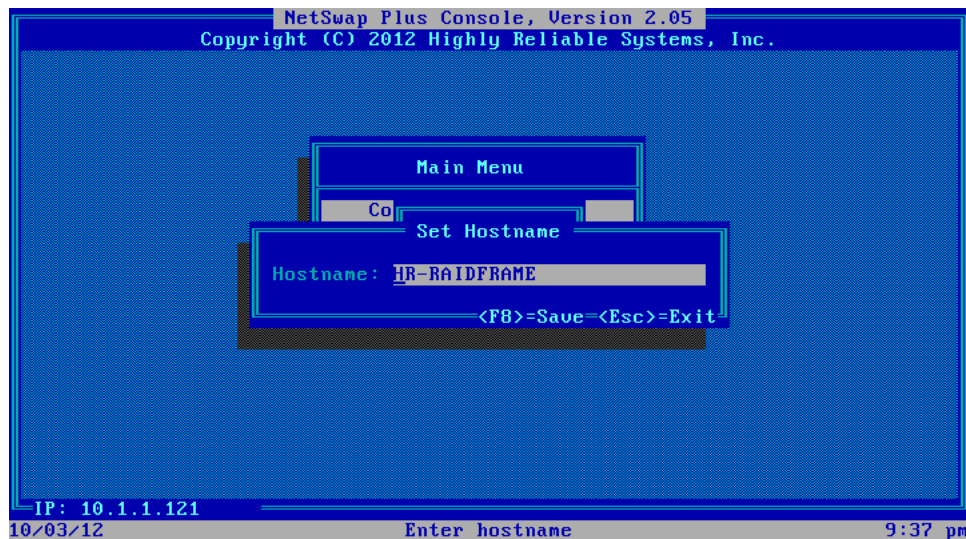 NetSwap Plus Console, Version 2.05
Copyright (C) 2012 Highly Reliable Systems, Inc.
Main Menu
Co
Set Hostname
Hostname: HR-RAIDFRAME
<F8>=Save=<Esc>=Exit
IP: 10.1.1.121
10/03/12 Enter hostname 9:37 pm